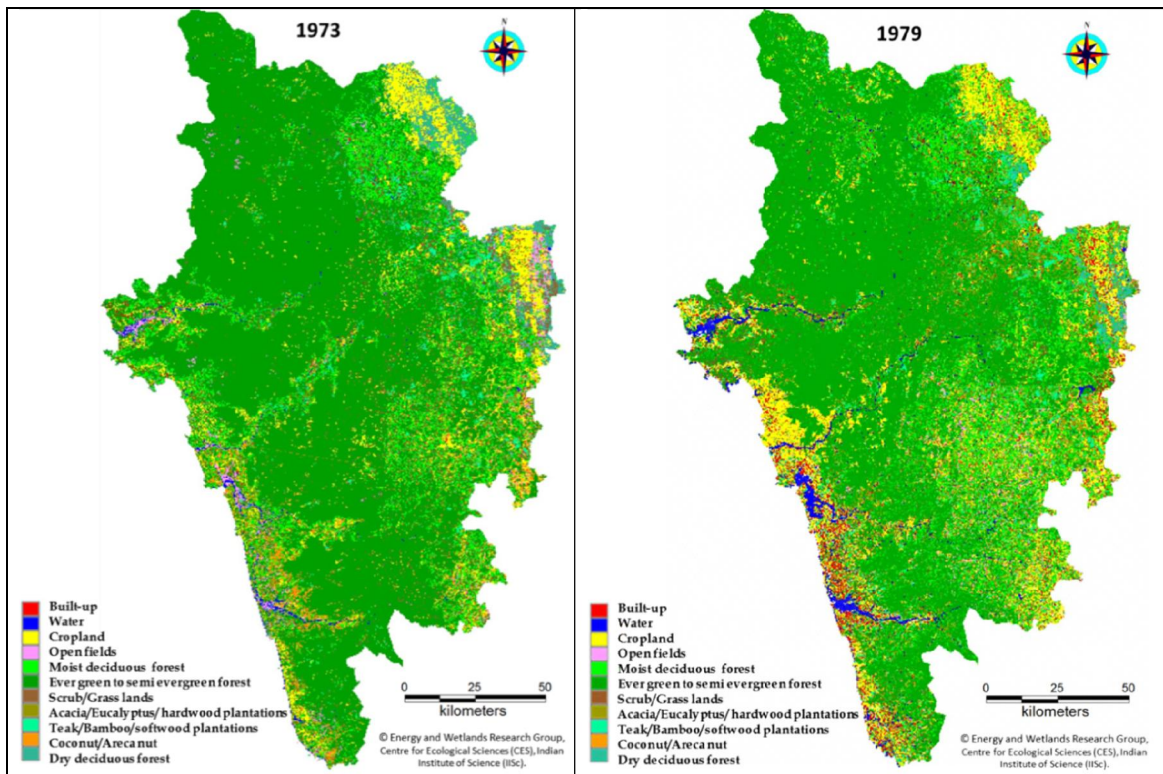 1973
N
Built-up
Water
Cropland
Open fields
Moist deciduous forest
Ever green to semi evergreen forest
Scrub/Grass lands
Acacia/Eucalyptus/ hardwood plantations
Teak/Bamboo/softwood plantations
Coconut/Areca nut
Dry deciduous forest
0 25 50
kilometers
© Energy and Wetlands Research Group,
Centre for Ecological Sciences (CES), Indian
Institute of Science (IISc).
1979
N
Built-up
Water
Cropland
Open fields
Moist deciduous forest
Ever green to semi evergreen forest
Scrub/Grass lands
Acacia/Eucalyptus/ hardwood plantations
Teak/Bamboo/softwood plantations
Coconut/Areca nut
Dry deciduous forest
0 25 50
kilometers
© Energy and Wetlands Research Group,
Centre for Ecological Sciences (CES), Indian
Institute of Science (IISc).